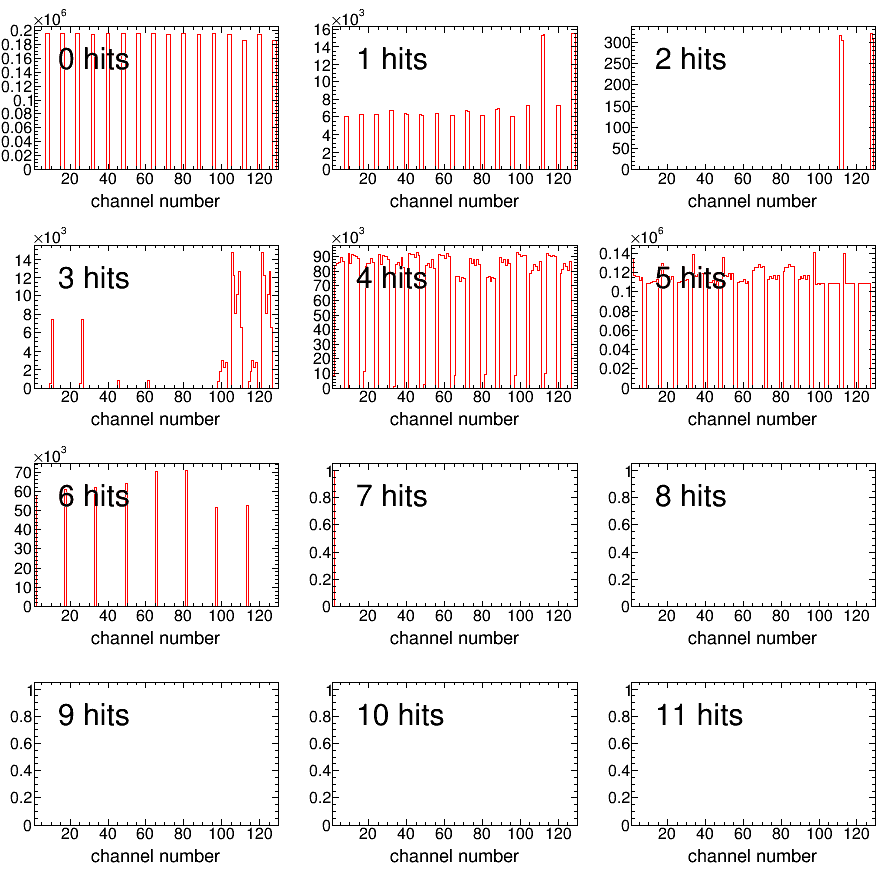 ×10⁶
0.2
0.18
0.16
0.14
0.12
0.1
0.08
0.06
0.04
0.02
0
0 hits
20 40 60 80 100 120
channel number
×10³
16
14
12
10
8
6
4
2
0
1 hits
20 40 60 80 100 120
channel number
300
250
200
150
100
50
0
2 hits
20 40 60 80 100 120
channel number
×10³
14
12
10
8
6
4
2
0
3 hits
20 40 60 80 100 120
channel number
×10³
90
80
70
60
50
40
30
20
10
0
4 hits
20 40 60 80 100 120
channel number
×10⁶
0.14
0.12
0.1
0.08
0.06
0.04
0.02
0
5 hits
20 40 60 80 100 120
channel number
×10³
70
60
50
40
30
20
10
0
6 hits
20 40 60 80 100 120
channel number
1
0.8
0.6
0.4
0.2
0
7 hits
20 40 60 80 100 120
channel number
1
0.8
0.6
0.4
0.2
0
8 hits
20 40 60 80 100 120
channel number
1
0.8
0.6
0.4
0.2
0
9 hits
20 40 60 80 100 120
channel number
1
0.8
0.6
0.4
0.2
0
10 hits
20 40 60 80 100 120
channel number
1
0.8
0.6
0.4
0.2
0
11 hits
20 40 60 80 100 120
channel number